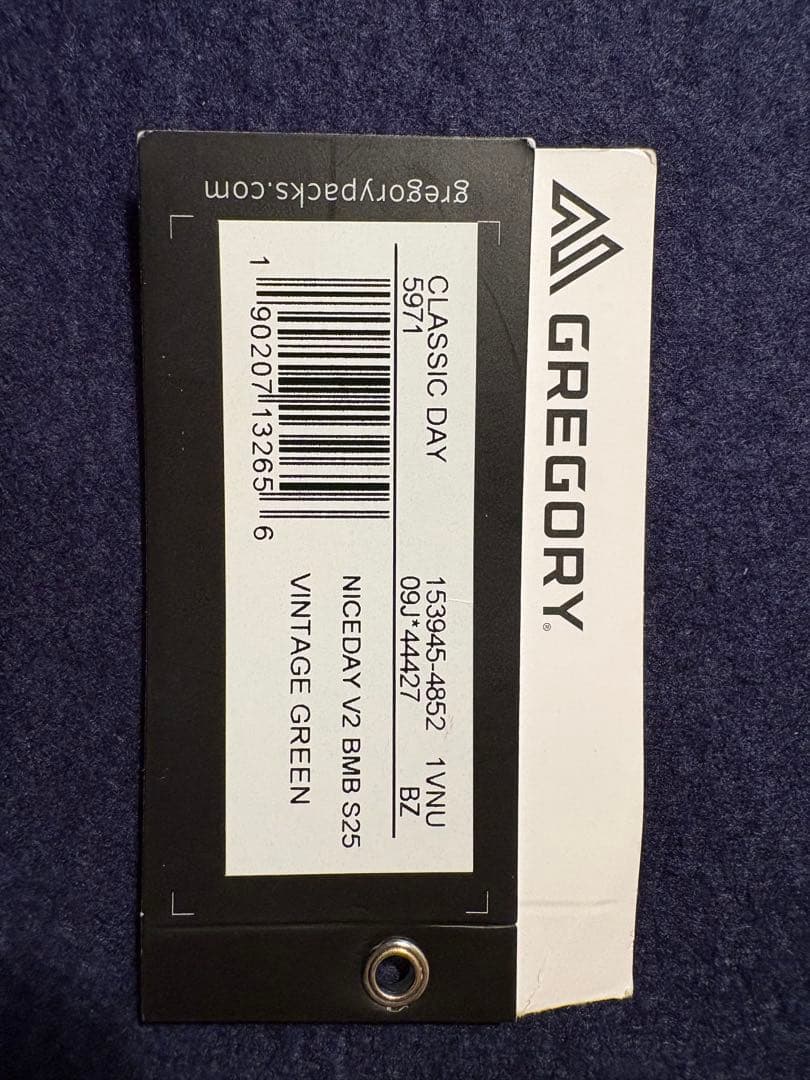 GREGORY®
gregorypacks.com
CLASSIC DAY 153945-4852 1VNU
5971 09J*44427 BZ
NICEDAY V2 BMB S25
VINTAGE GREEN
1 90207 13265 6